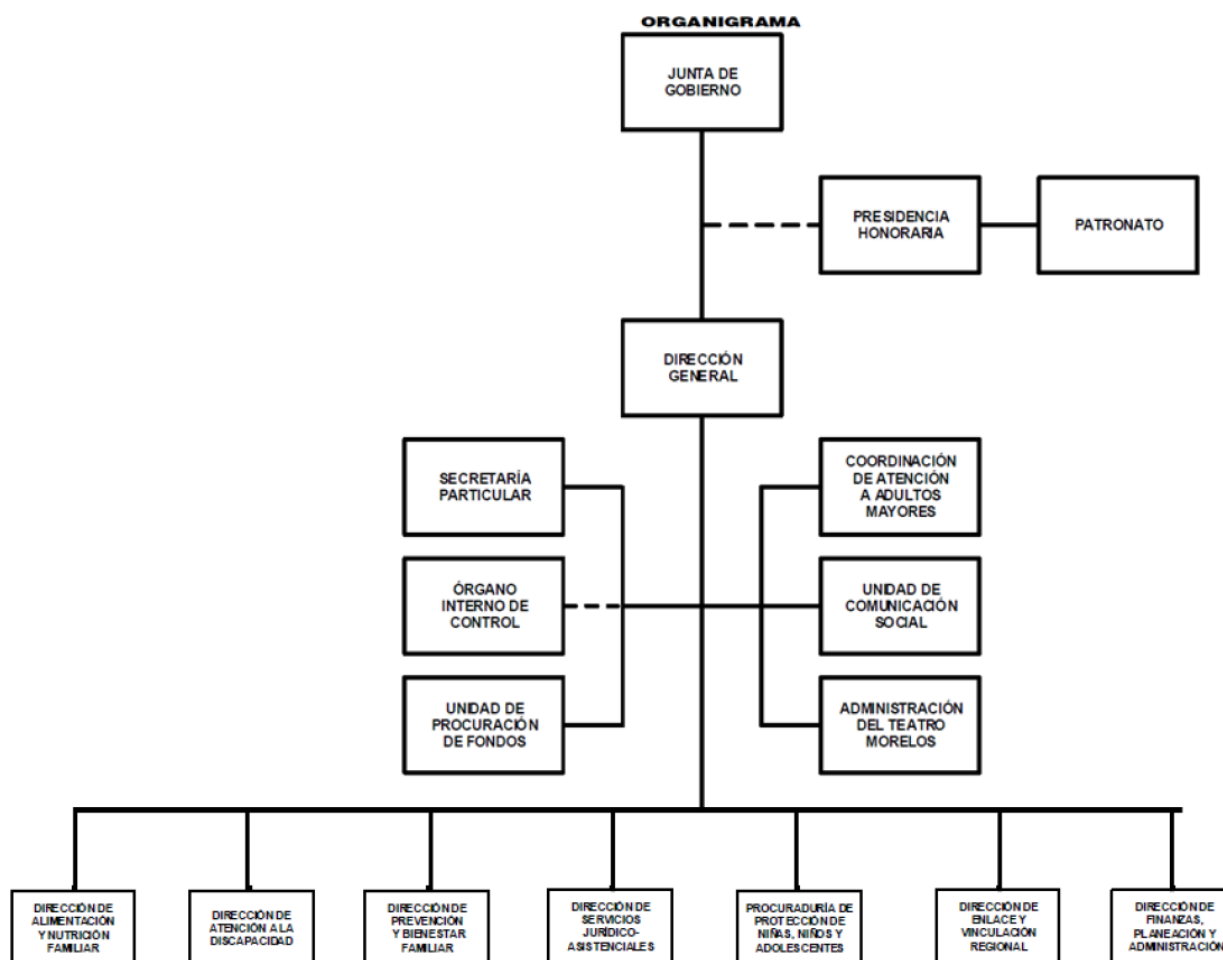 ORGANIGRAMA
JUNTA DE
GOBIERNO
PRESIDENCIA
HONORARIA
PATRONATO
DIRECCIÓN
GENERAL
SECRETARÍA
PARTICULAR
COORDINACIÓN
DE ATENCIÓN
A ADULTOS
MAYORES
ÓRGANO
INTERNO DE
CONTROL
UNIDAD DE
COMUNICACIÓN
SOCIAL
UNIDAD DE
PROCURACIÓN
DE FONDOS
ADMINISTRACIÓN
DEL TEATRO
MORELOS
DIRECCIÓN DE
ALIMENTACIÓN
Y NUTRICIÓN
FAMILIAR
DIRECCIÓN DE
ATENCIÓN A LA
DISCAPACIDAD
DIRECCIÓN DE
PREVENCIÓN
Y BIENESTAR
FAMILIAR
DIRECCIÓN DE
SERVICIOS
JURÍDICO-
ASISTENCIALES
PROCURADURÍA DE
PROTECCIÓN DE
NIÑAS, NIÑOS Y
ADOLESCENTES
DIRECCIÓN DE
ENLACE Y
VINCULACIÓN
REGIONAL
DIRECCIÓN DE
FINANZAS,
PLANEACIÓN Y
ADMINISTRACIÓN